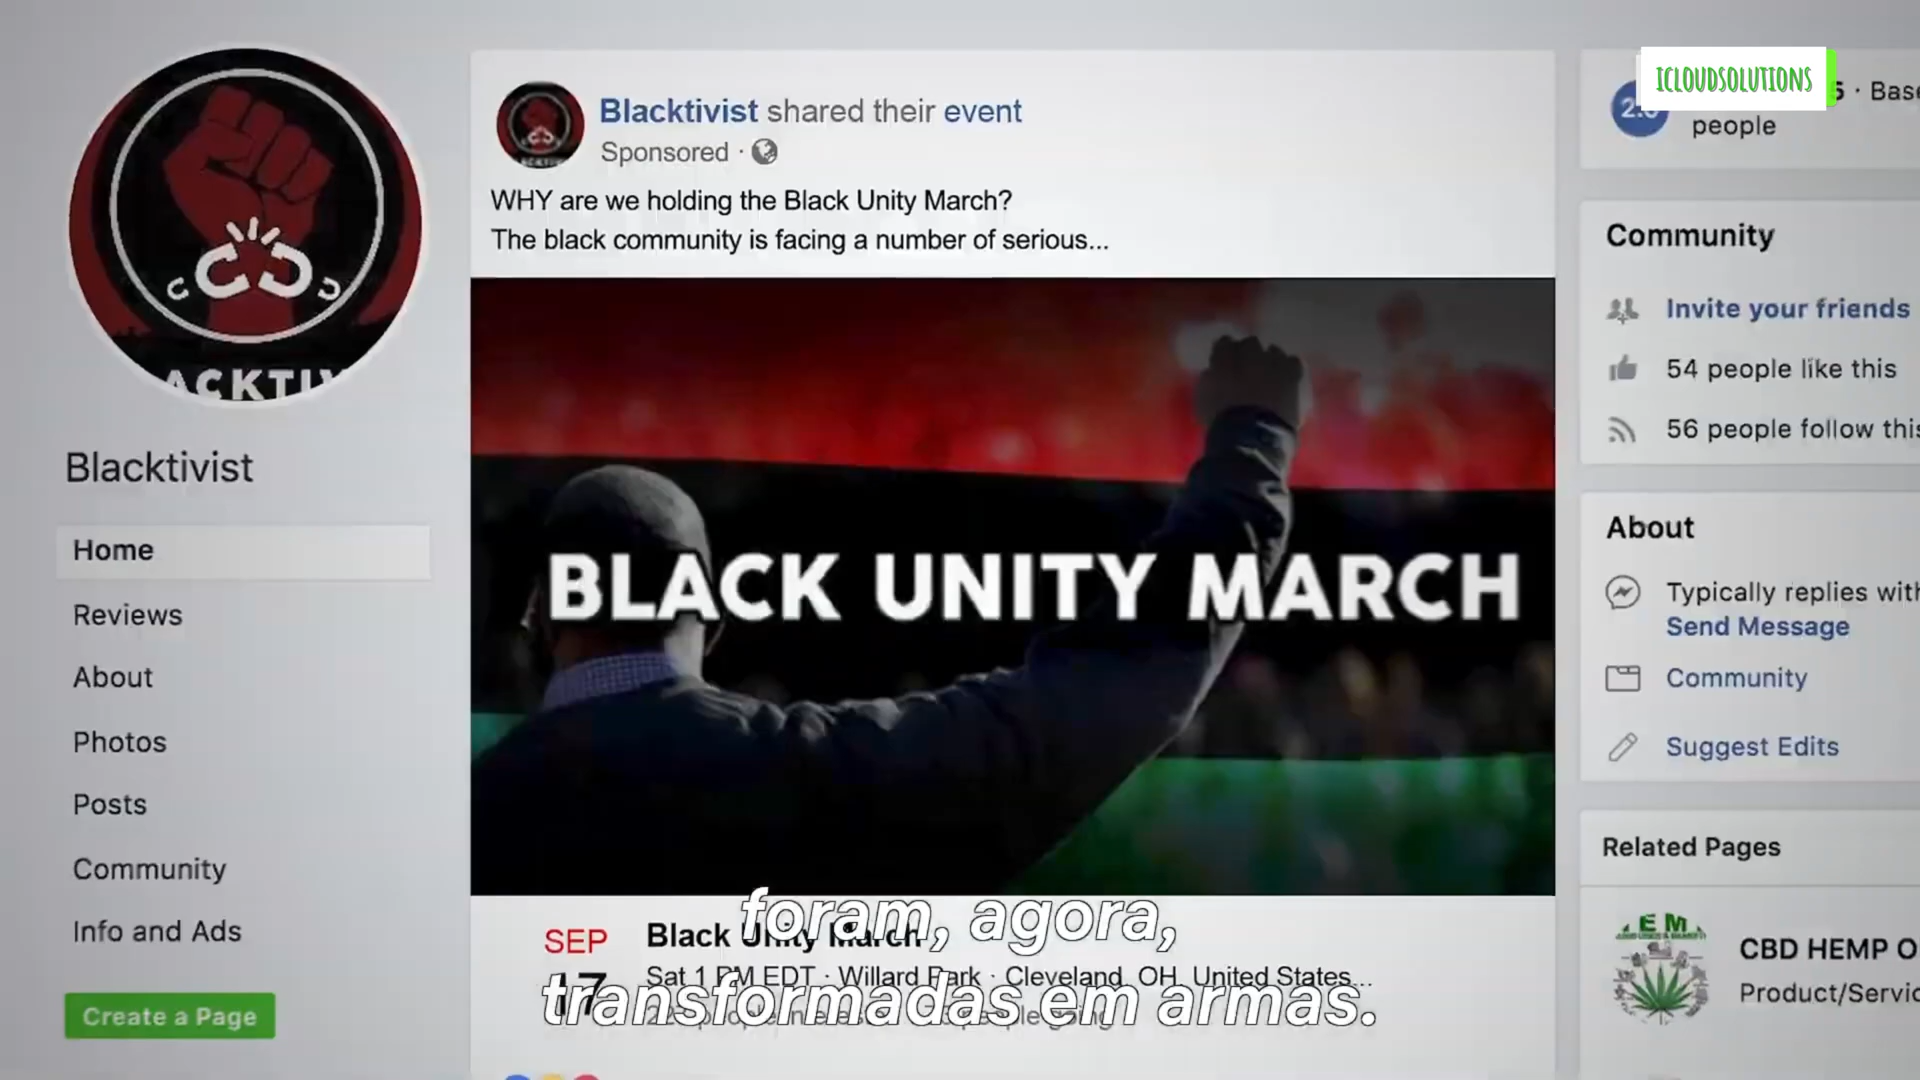 ACKTIV
Blacktivist
Home
Reviews
About
Photos
Posts
Community
Info and Ads
Create a Page
Blacktivist shared their event
Sponsored ·
WHY are we holding the Black Unity March?
The black community is facing a number of serious...
BLACK UNITY MARCH
SEP
17
Black Unity March
Sat 1 PM EDT · Willard Park · Cleveland, OH, United States...
foram, agora,
transformadas em armas.
ICLOUDSOLUTIONS
· Base
people
Community
Invite your friends
54 people like this
56 people follow this
About
Typically replies with
Send Message
Community
Suggest Edits
Related Pages
CBD HEMP O
Product/Servic